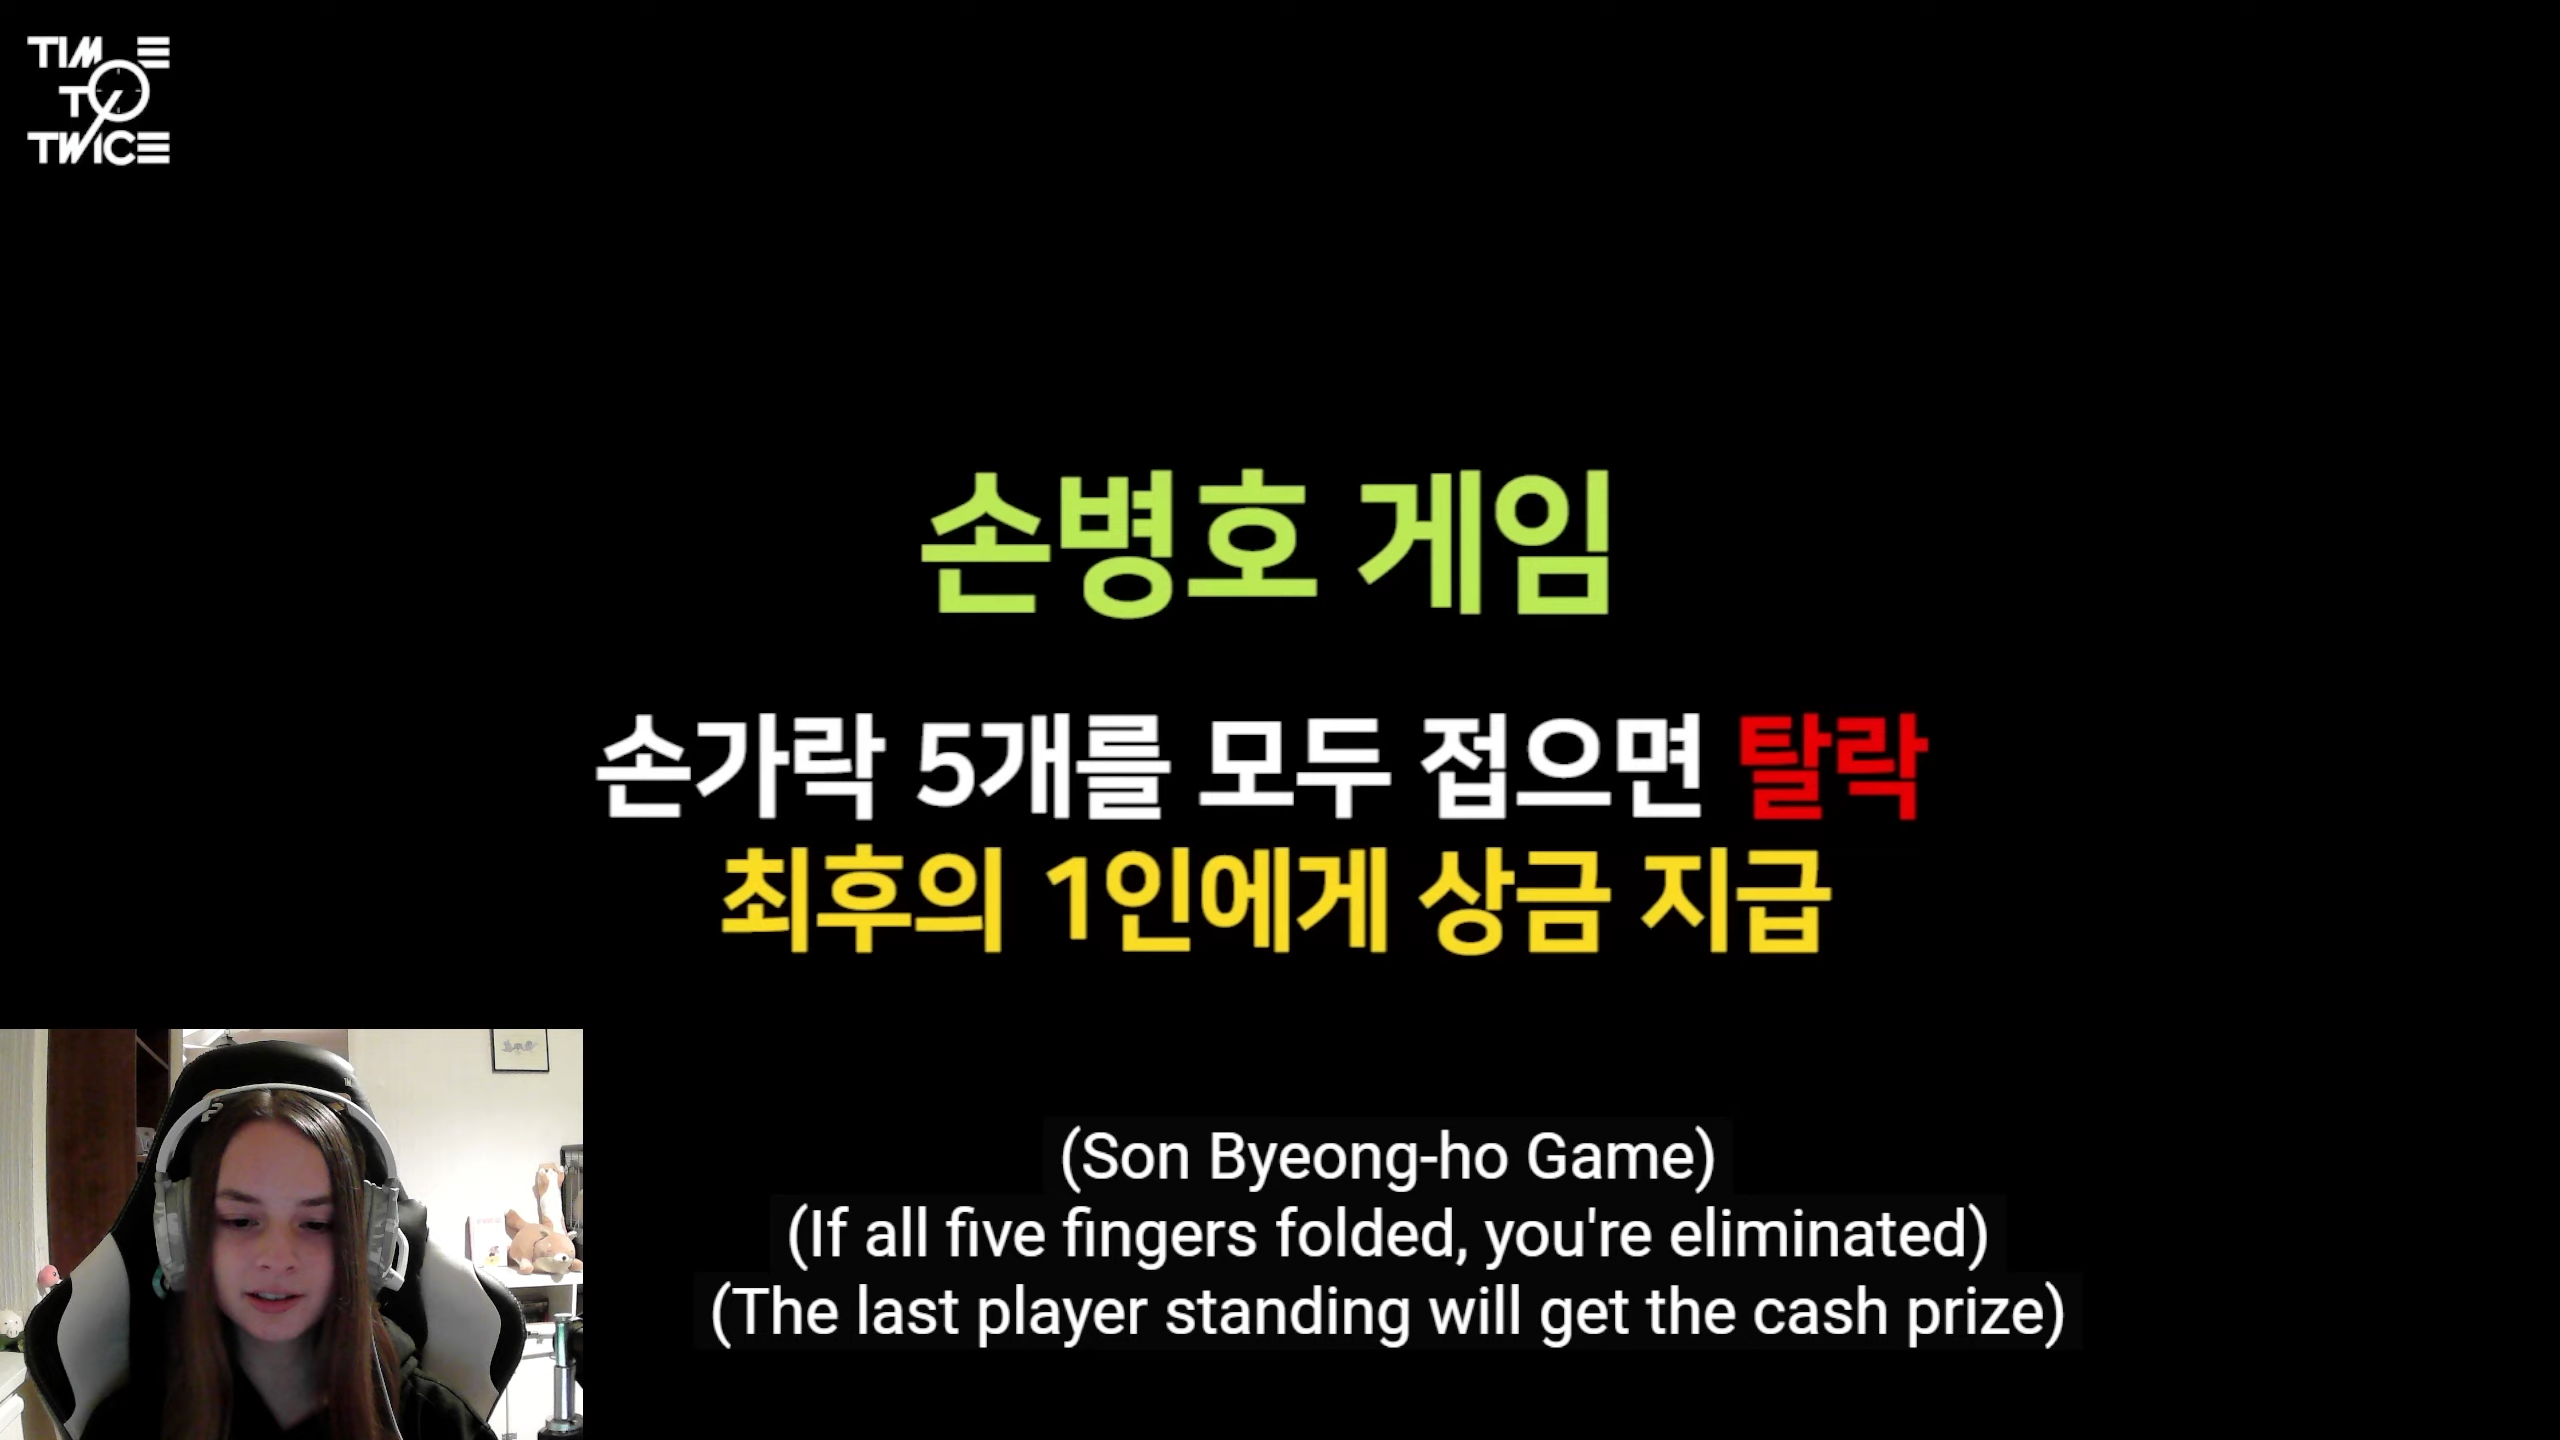 TIME
TO
TWICE
손병호 게임
손가락 5개를 모두 접으면 탈락
최후의 1인에게 상금 지급
(Son Byeong-ho Game)
(If all five fingers folded, you're eliminated)
(The last player standing will get the cash prize)